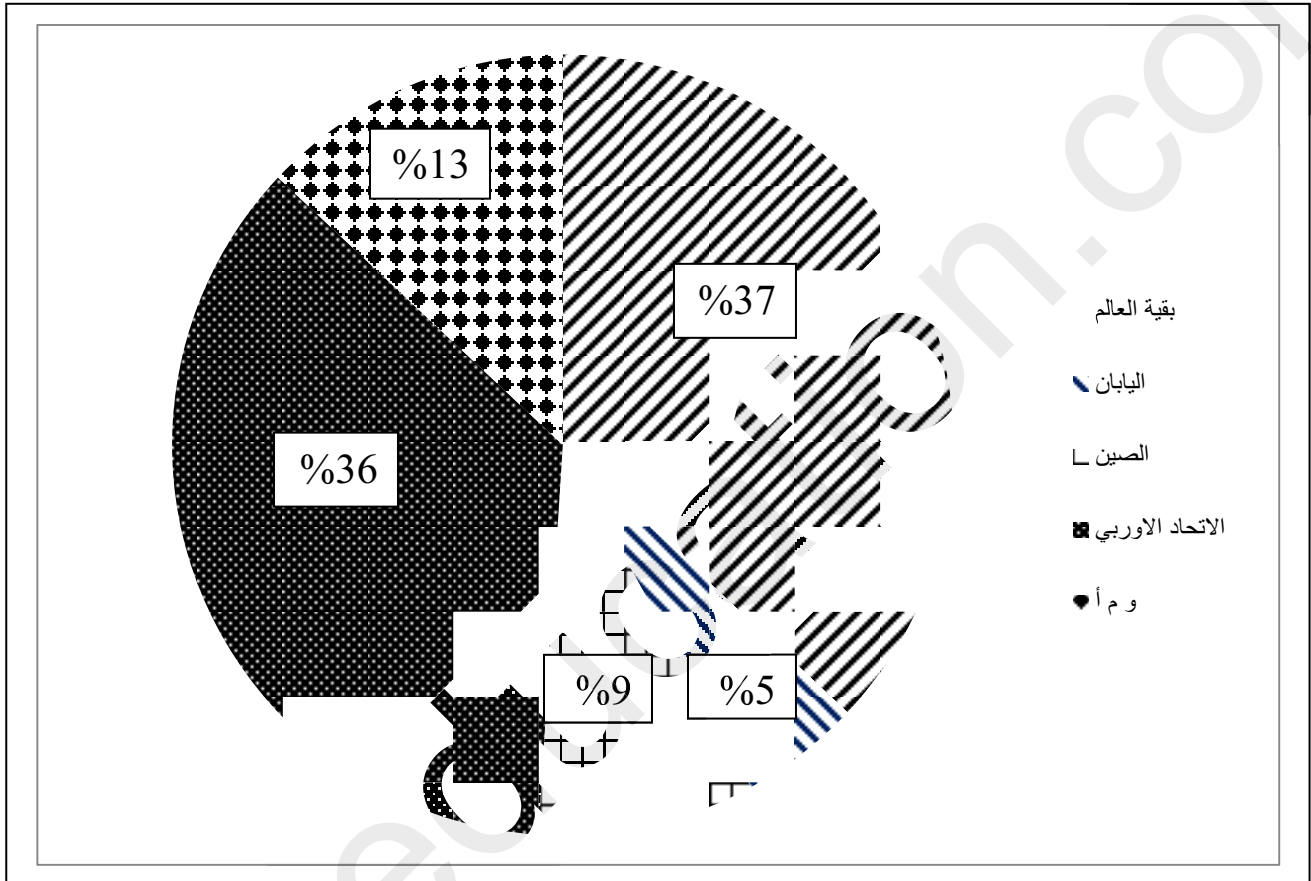 %13
%37
%36
%9
%5
بقية العالم
اليابان
الصين
الاتحاد الاوربي
و م أ